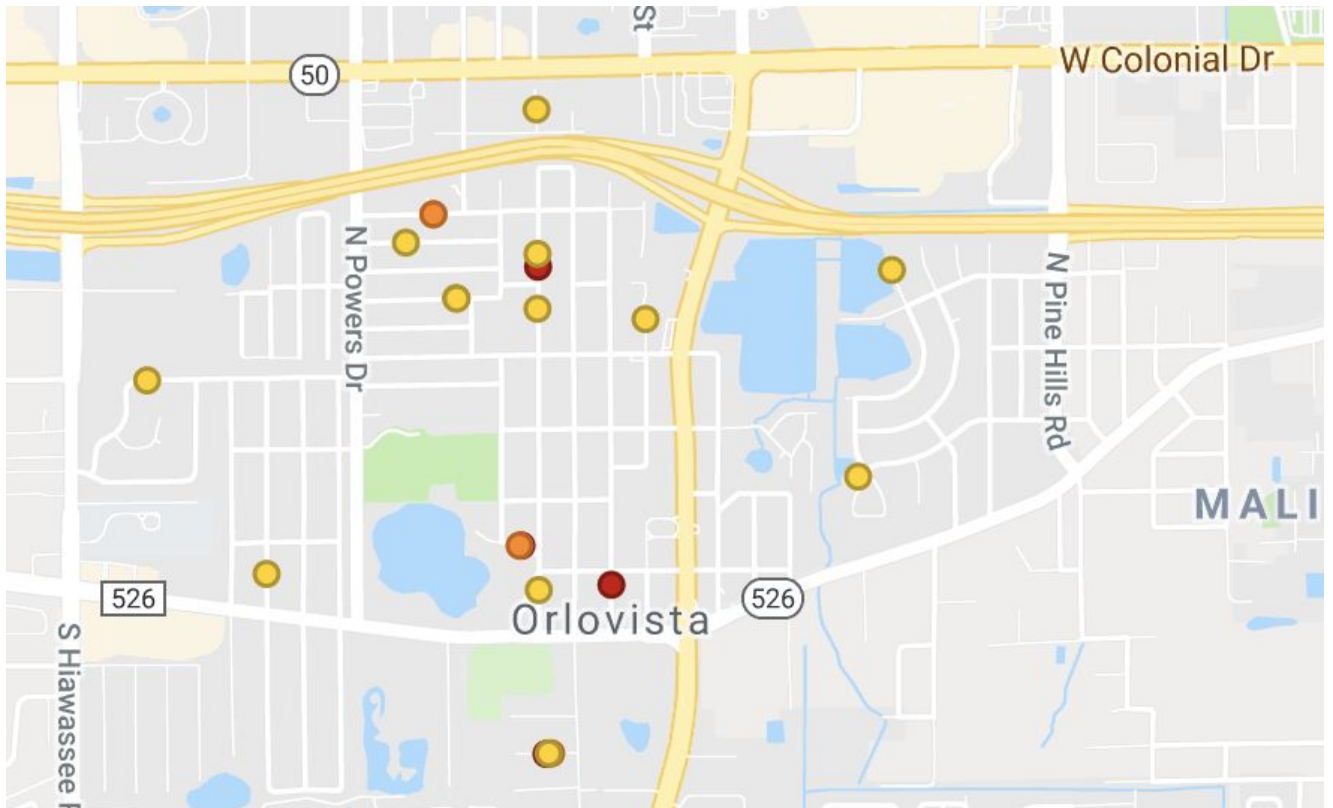 St
W Colonial Dr
50
N Powers Dr
N Pine Hills Rd
MALI
526
526
Orlovista
S Hiawassee